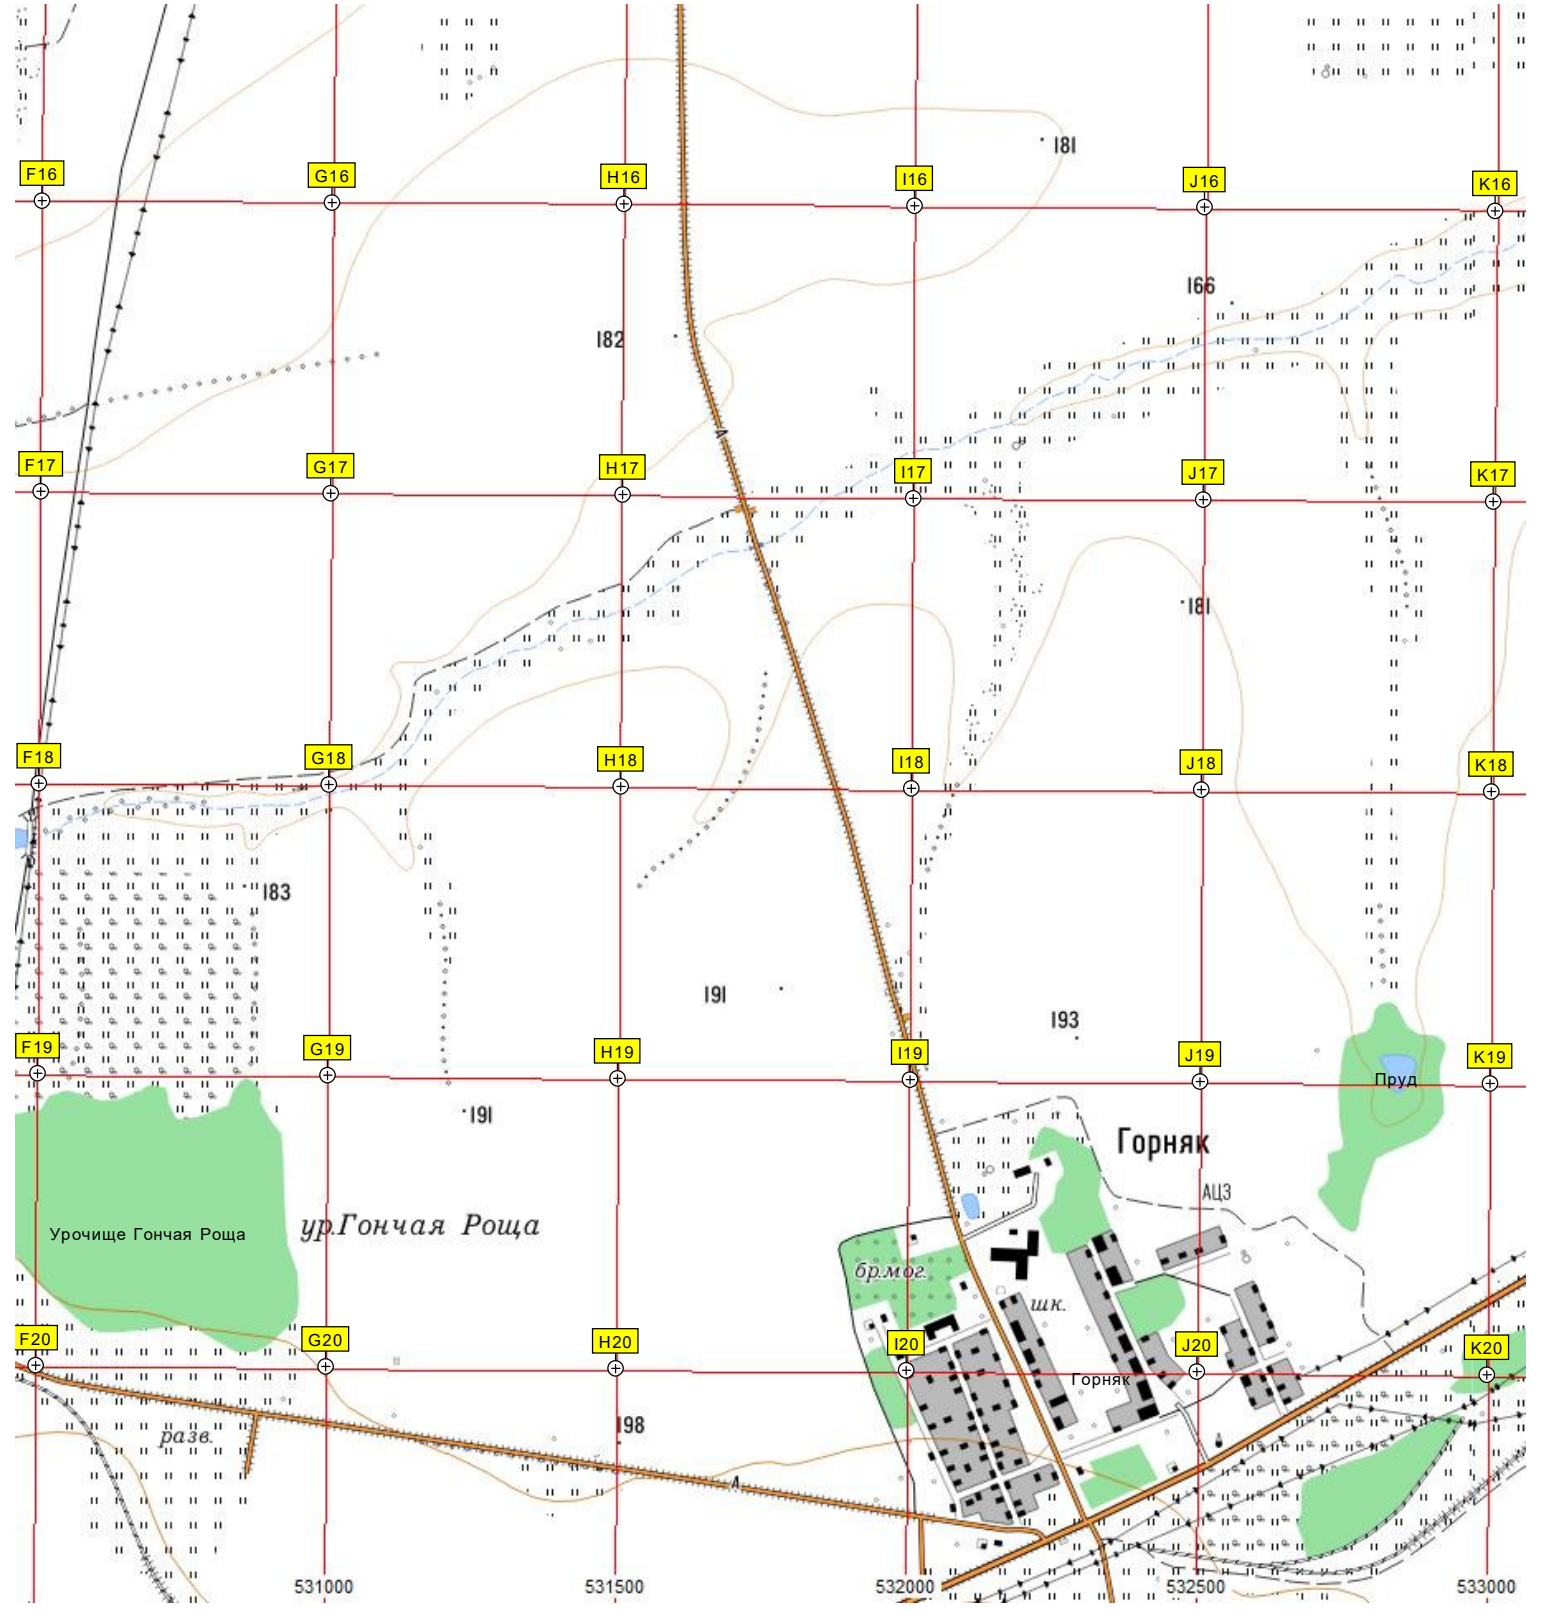 181
F16
G16
H16
I16
J16
K16
166
182
А
F17
G17
H17
I17
J17
K17
181
F18
G18
H18
I18
J18
K18
183
191
193
F19
G19
H19
I19
J19
K19
Пруд
191
Горняк
АЦЗ
ур.Гончая Роща
Урочище Гончая Роща
бр.мог.
шк.
F20
G20
H20
I20
J20
K20
Горняк
198
разв.
А
531000
531500
532000
532500
533000